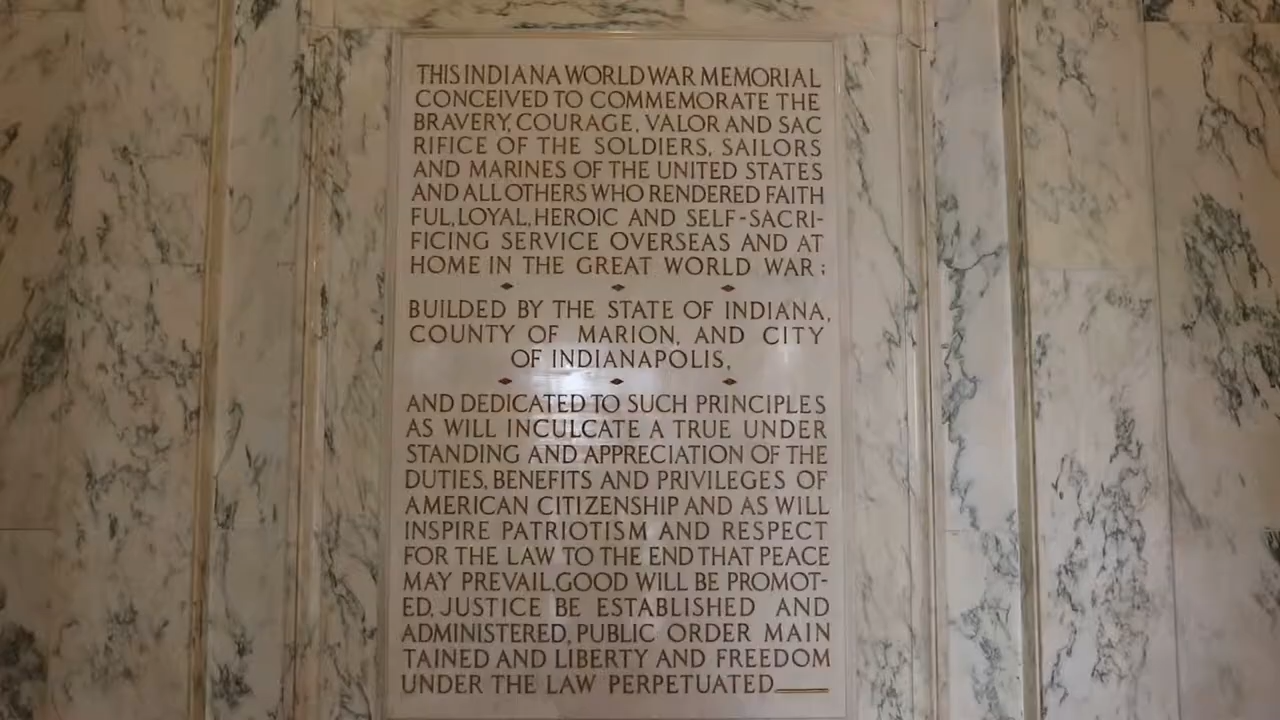 THIS INDIANA WORLD WAR MEMORIAL
CONCEIVED TO COMMEMORATE THE
BRAVERY, COURAGE, VALOR AND SAC
RIFICE OF THE SOLDIERS, SAILORS
AND MARINES OF THE UNITED STATES
AND ALL OTHERS WHO RENDERED FAITH
FUL, LOYAL, HEROIC AND SELF-SACRI-
FICING SERVICE OVERSEAS AND AT
HOME IN THE GREAT WORLD WAR;
BUILDED BY THE STATE OF INDIANA,
COUNTY OF MARION, AND CITY
OF INDIANAPOLIS,
AND DEDICATED TO SUCH PRINCIPLES
AS WILL INCULCATE A TRUE UNDER
STANDING AND APPRECIATION OF THE
DUTIES, BENEFITS AND PRIVILEGES OF
AMERICAN CITIZENSHIP AND AS WILL
INSPIRE PATRIOTISM AND RESPECT
FOR THE LAW TO THE END THAT PEACE
MAY PREVAIL, GOOD WILL BE PROMOT-
ED, JUSTICE BE ESTABLISHED AND
ADMINISTERED, PUBLIC ORDER MAIN
TAINED AND LIBERTY AND FREEDOM
UNDER THE LAW PERPETUATED